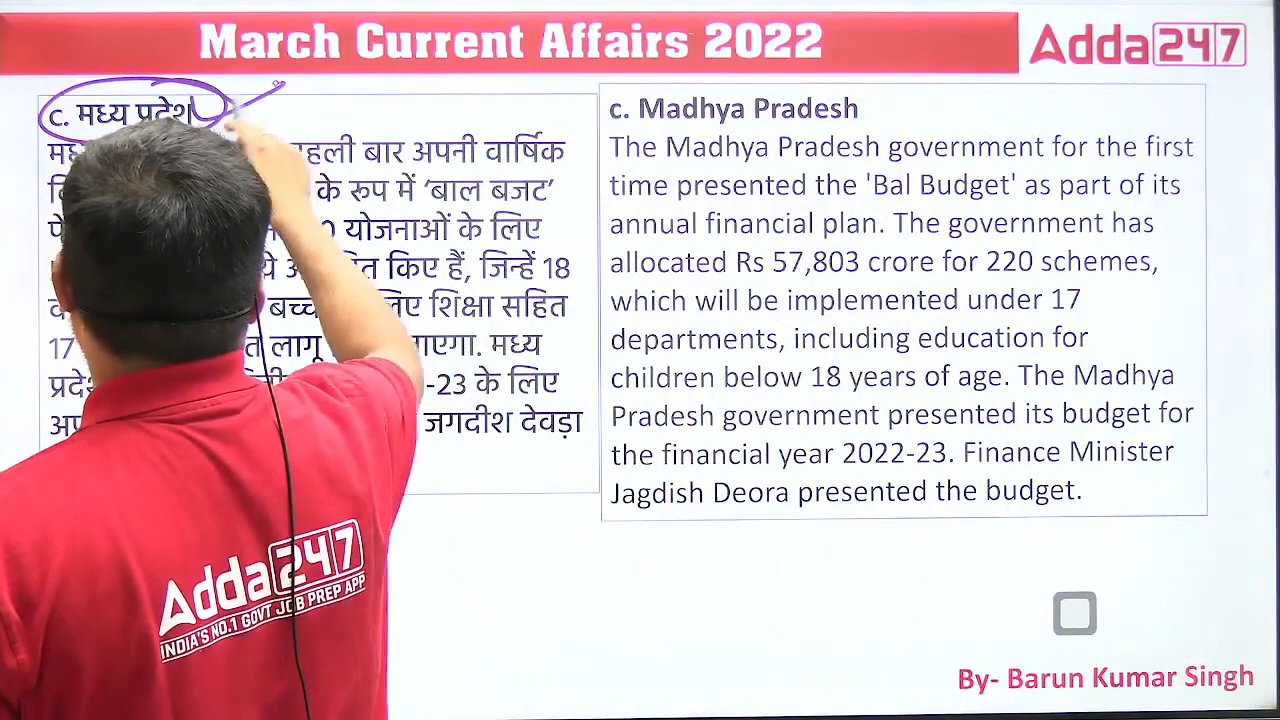 March Current Affairs 2022
Adda247
c. मध्य प्रदेश
पहली बार अपनी वार्षिक
के रूप में ‘बाल बजट’
योजनाओं के लिए
किए हैं, जिन्हें 18
लिए शिक्षा सहित
17 लागू जाएगा. मध्य
-23 के लिए
जगदीश देवड़ा
c. Madhya Pradesh
The Madhya Pradesh government for the first
time presented the 'Bal Budget' as part of its
annual financial plan. The government has
allocated Rs 57,803 crore for 220 schemes,
which will be implemented under 17
departments, including education for
children below 18 years of age. The Madhya
Pradesh government presented its budget for
the financial year 2022-23. Finance Minister
Jagdish Deora presented the budget.
Adda247
INDIA'S NO.1 GOVT JOB PREP APP
By- Barun Kumar Singh